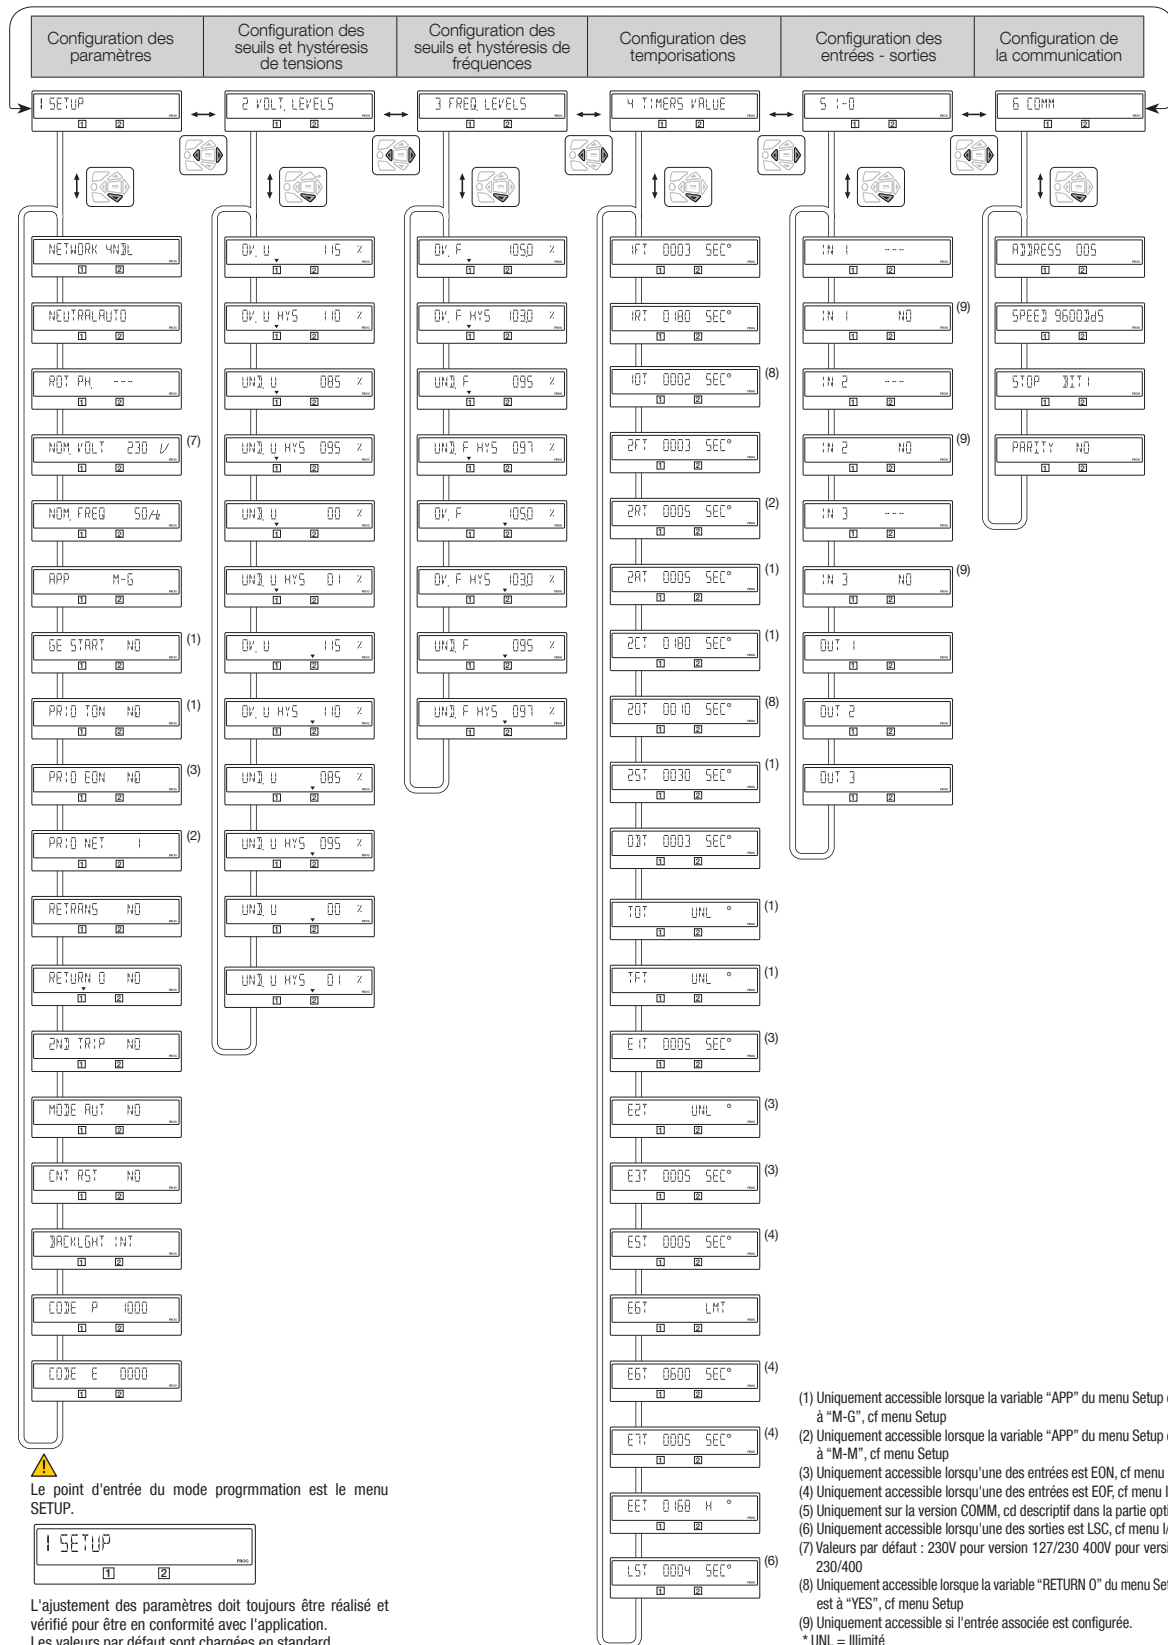 Configuration des
paramètres
Configuration des
seuils et hystéresis
de tensions
Configuration des
seuils et hystéresis de
fréquences
Configuration des
temporisations
Configuration des
entrées - sorties
Configuration de
la communication
1 SETUP
2 VOLT. LEVELS
3 FREQ. LEVELS
4 TIMERS VALUE
5 I-O
6 COMM
NETWORK 4NBL
NEUTRALAUTO
ROT PH. ---
NOM. VOLT 230 V (7)
NOM. FREQ 50Hz
APP M-G
GE START NO (1)
PRIO TON NO (1)
PRIO EON NO (3)
PRIO NET 1 (2)
RETRANS NO
RETURN 0 NO
2ND TRIP NO
MODE AUT NO
CNT RST NO
BACKLGHT INT
CODE P 1000
CODE E 0000
OV. U 115 %
OV. U HYS 110 %
UND. U 085 %
UND. U HYS 095 %
UND. U 00 %
UND. U HYS 01 %
OV. U 115 %
OV. U HYS 110 %
UND. U 085 %
UND. U HYS 095 %
UND. U 00 %
UND. U HYS 01 %
OV. F 105.0 %
OV. F HYS 103.0 %
UND. F 095 %
UND. F HYS 097 %
OV. F 105.0 %
OV. F HYS 103.0 %
UND. F 095 %
UND. F HYS 097 %
1FT 0003 SEC°
1RT 0180 SEC°
1OT 0002 SEC° (8)
2FT 0003 SEC°
2RT 0005 SEC° (2)
2AT 0005 SEC° (1)
2CT 0180 SEC° (1)
2OT 0010 SEC° (8)
2ST 0030 SEC° (1)
ODT 0003 SEC°
TOT UNL ° (1)
TFT UNL ° (1)
E1T 0005 SEC° (3)
E2T UNL ° (3)
E3T 0005 SEC° (3)
E5T 0005 SEC° (4)
E6T LMT
E6T 0600 SEC° (4)
E7T 0005 SEC° (4)
EET 0168 H °
LST 0004 SEC° (6)
IN 1 ---
IN 1 NO (9)
IN 2 ---
IN 2 NO (9)
IN 3 ---
IN 3 NO (9)
OUT 1
OUT 2
OUT 3
ADDRESS 005
SPEED 9600BdS
STOP BIT1
PARITY NO
Le point d'entrée du mode progrmmation est le menu
SETUP.
1 SETUP
PROG
1 2
L'ajustement des paramètres doit toujours être réalisé et
vérifié pour être en conformité avec l'application.
Les valeurs par défaut sont chargées en standard
(1) Uniquement accessible lorsque la variable “APP” du menu Setup
à “M-G”, cf menu Setup
(2) Uniquement accessible lorsque la variable “APP” du menu Setup
à “M-M”, cf menu Setup
(3) Uniquement accessible lorsqu'une des entrées est EON, cf menu
(4) Uniquement accessible lorsqu'une des entrées est EOF, cf menu
(5) Uniquement sur la version COMM, cd descriptif dans la partie
(6) Uniquement accessible lorsqu'une des sorties est LSC, cf menu
(7) Valeurs par défaut : 230V pour version 127/230 400V pour
230/400
(8) Uniquement accessible lorsque la variable “RETURN O” du menu
est à “YES”, cf menu Setup
(9) Uniquement accessible si l'entrée associée est configurée.
* UNL = Illimité